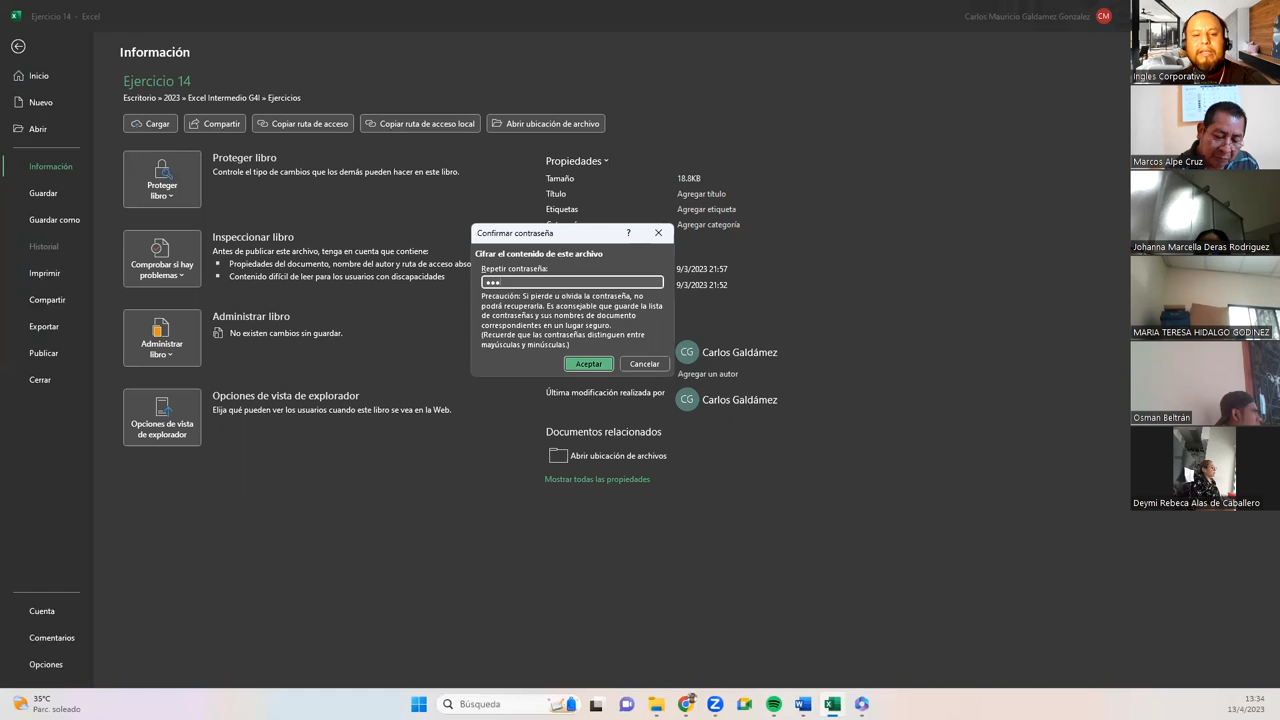 Ejercicio 14 - Excel
Carlos Mauricio Galdamez Gonzalez
CM
Inicio
Nuevo
Abrir
Información
Guardar
Guardar como
Historial
Imprimir
Compartir
Exportar
Publicar
Cerrar
Cuenta
Comentarios
Opciones
Información
Ejercicio 14
Escritorio » 2023 » Excel Intermedio G4I » Ejercicios
Cargar
Compartir
Copiar ruta de acceso
Copiar ruta de acceso local
Abrir ubicación de archivo
Proteger
libro
Proteger libro
Controle el tipo de cambios que los demás pueden hacer en este libro.
Comprobar si hay
problemas
Inspeccionar libro
Antes de publicar este archivo, tenga en cuenta que contiene:
Propiedades del documento, nombre del autor y ruta de acceso abso
Contenido difícil de leer para los usuarios con discapacidades
Administrar
libro
Administrar libro
No existen cambios sin guardar.
Opciones de vista
de explorador
Opciones de vista de explorador
Elija qué pueden ver los usuarios cuando este libro se vea en la Web.
Propiedades
Tamaño 18.8KB
Título Agregar título
Etiquetas Agregar etiqueta
Agregar categoría
9/3/2023 21:57
9/3/2023 21:52
CG Carlos Galdámez
Agregar un autor
Última modificación realizada por CG Carlos Galdámez
Documentos relacionados
Abrir ubicación de archivos
Mostrar todas las propiedades
Confirmar contraseña ?
Cifrar el contenido de este archivo
Repetir contraseña:
Precaución: Si pierde u olvida la contraseña, no
podrá recuperarla. Es aconsejable que guarde la lista
de contraseñas y sus nombres de documento
correspondientes en un lugar seguro.
(Recuerde que las contraseñas distinguen entre
mayúsculas y minúsculas.)
Aceptar
Cancelar
Ingles Corporativo
Marcos Alpe Cruz
Johanna Marcella Deras Rodriguez
MARIA TERESA HIDALGO GODINEZ
Osman Beltrán
Deymi Rebeca Alas de Caballero
35°C
Parc. soleado
Búsqueda
13:34
13/4/2023